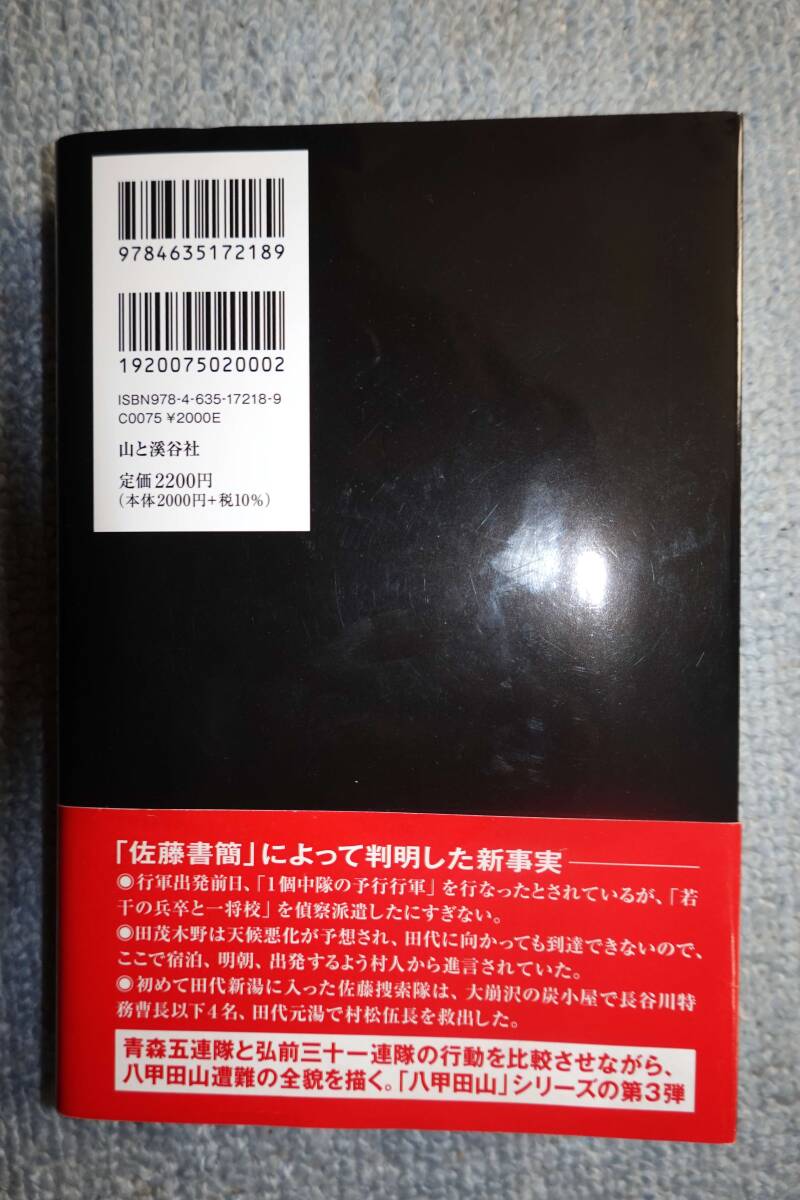 9784635172189
1920075020002
ISBN978-4-635-17218-9
C0075 ¥2000E
山と溪谷社
定価2200円
（本体2000円+税10%）
「佐藤書簡」によって判明した新事実
●行軍出発前日、「1個中隊の予行行軍」を行なったとされているが、「若
干の兵卒と一将校」を偵察派遣したにすぎない。
●田茂木野は天候悪化が予想され、田代に向かっても到達できないので、
ここで宿泊、明朝、出発するよう村人から進言されていた。
●初めて田代新湯に入った佐藤捜索隊は、大崩沢の炭小屋で長谷川特
務曹長以下4名、田代元湯で村松伍長を救出した。
青森五連隊と弘前三十一連隊の行動を比較させながら、
八甲田山遭難の全貌を描く。「八甲田山」シリーズの第3弾